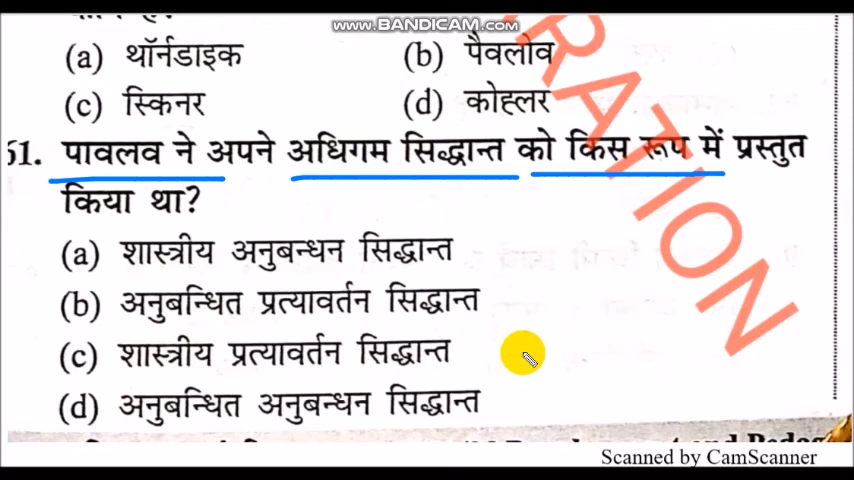 www.BANDICAM.com
(a) थॉर्नडाइक (b) पैवलोव
(c) स्किनर (d) कोह्लर
51. पावलव ने अपने अधिगम सिद्धान्त को किस रूप में प्रस्तुत
किया था?
(a) शास्त्रीय अनुबन्धन सिद्धान्त
(b) अनुबन्धित प्रत्यावर्तन सिद्धान्त
(c) शास्त्रीय प्रत्यावर्तन सिद्धान्त
(d) अनुबन्धित अनुबन्धन सिद्धान्त
RATION
Scanned by CamScanner